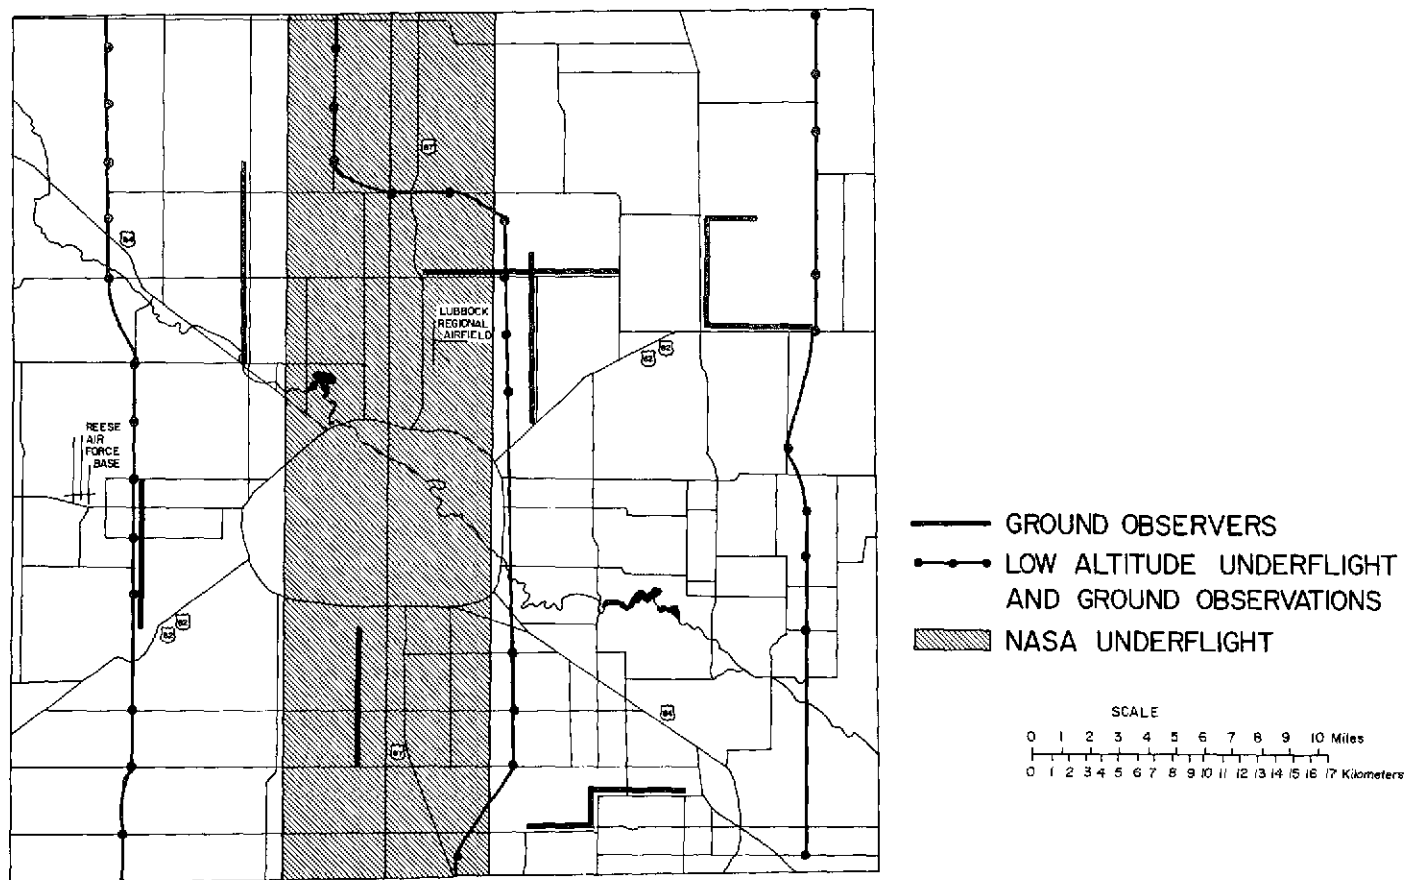 87
84
LUBBOCK
REGIONAL
AIRFIELD
62
82
REESE
AIR
FORCE
BASE
62
82
84
87
GROUND OBSERVERS
LOW ALTITUDE UNDERFLIGHT
AND GROUND OBSERVATIONS
NASA UNDERFLIGHT
SCALE
0 1 2 3 4 5 6 7 8 9 10 Miles
0 1 2 3 4 5 6 7 8 9 10 11 12 13 14 15 16 17 Kilometers